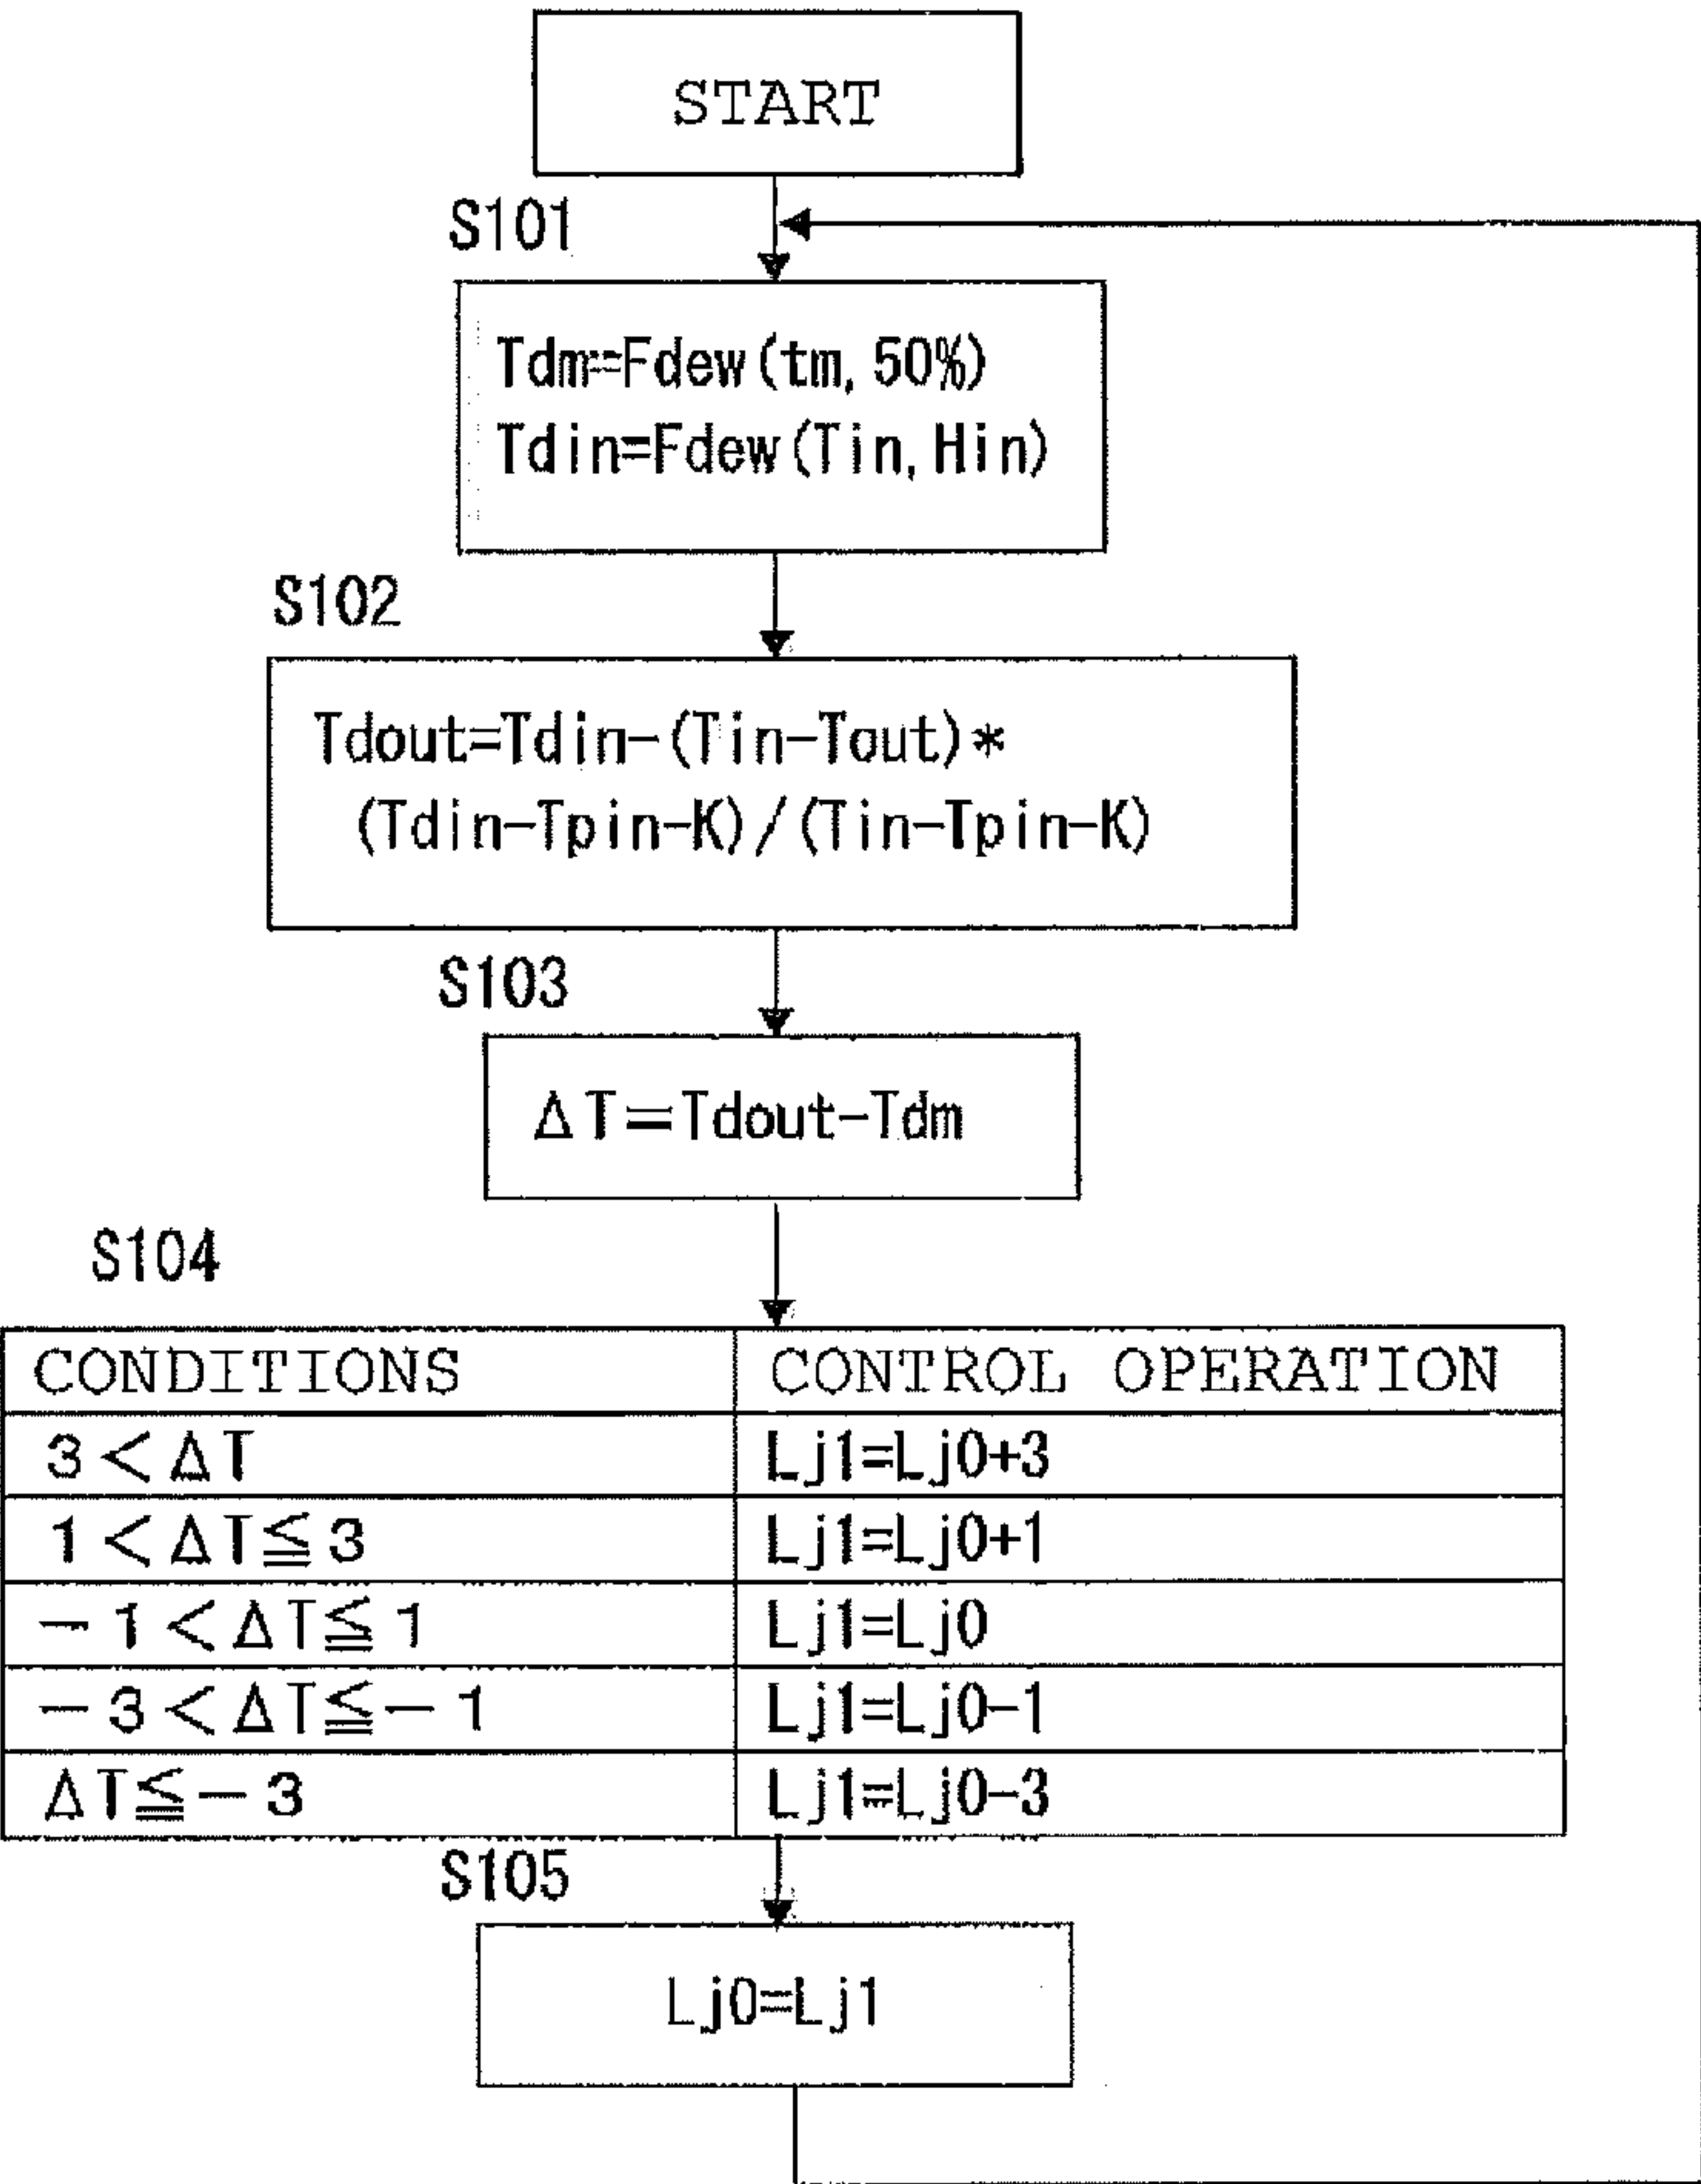 START
S101
Tdm=Fdew(tm,50%)
Tdin=Fdew(Tin,Hin)
S102
Tdout=Tdin-(Tin-Tout)*
(Tdin-Tpin-K)/(Tin-Tpin-K)
S103
ΔT=Tdout-Tdm
S104
CONDITIONS CONTROL OPERATION
3<ΔT Lj1=Lj0+3
1<ΔT≦3 Lj1=Lj0+1
-1<ΔT≦1 Lj1=Lj0
-3<ΔT≦-1 Lj1=Lj0-1
ΔT≦-3 Lj1=Lj0-3
S105
Lj0=Lj1